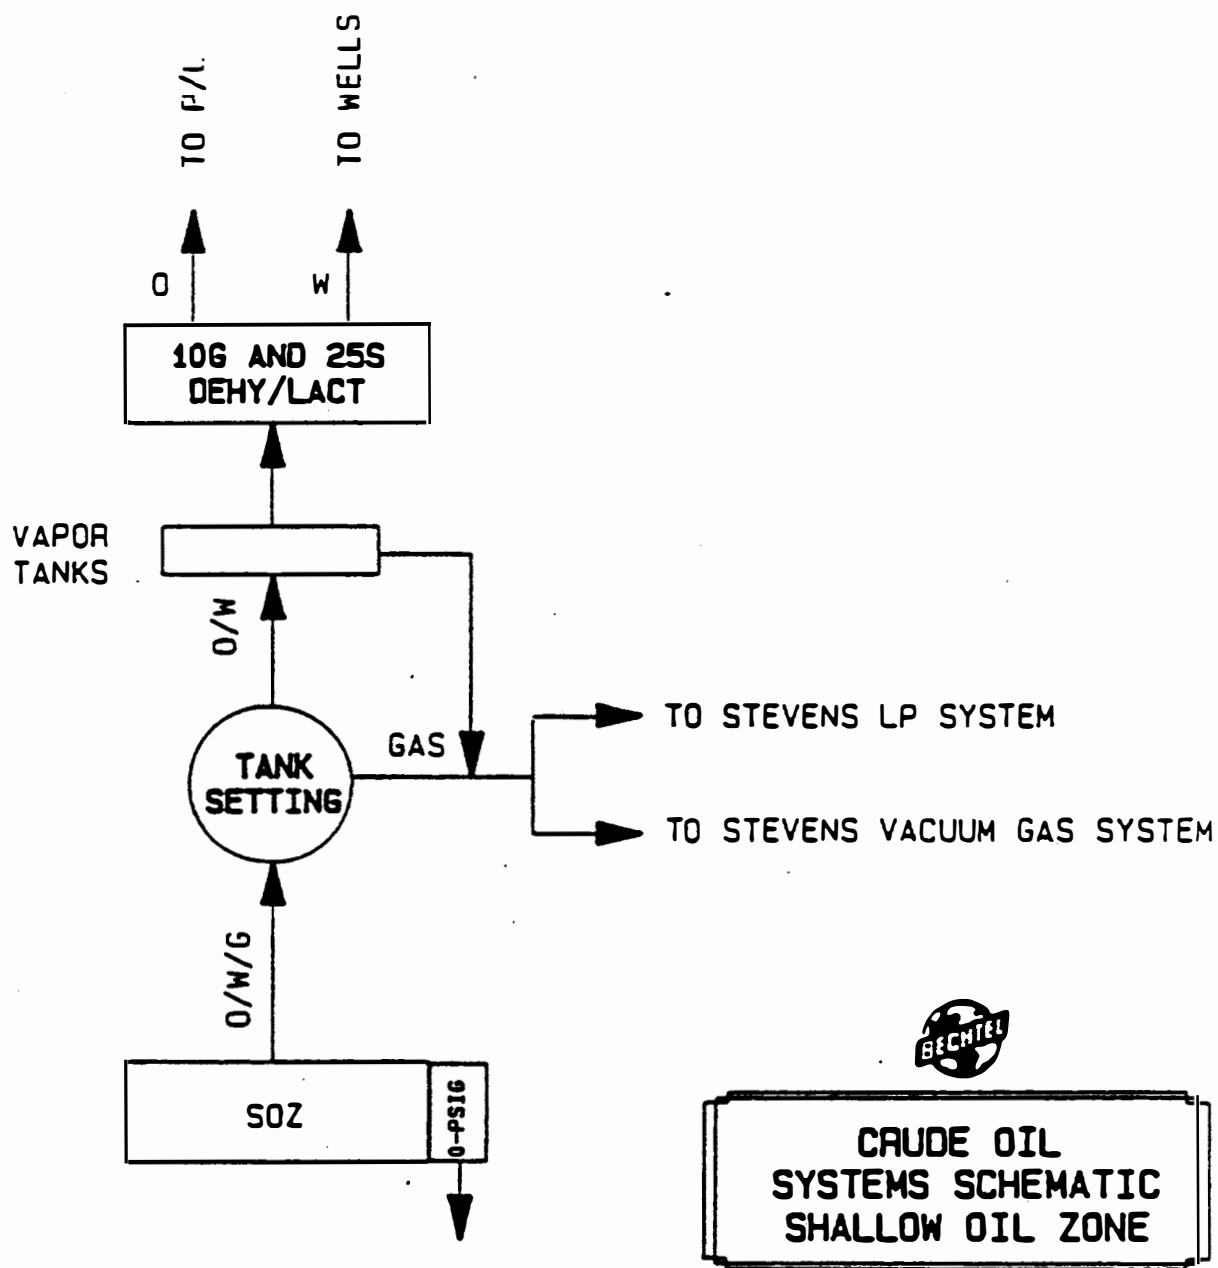 TO P/L
TO WELLS
O
W
10G AND 25S
DEHY/LACT
VAPOR
TANKS
O/W
GAS
TO STEVENS LP SYSTEM
TANK
SETTING
TO STEVENS VACUUM GAS SYSTEM
O/W/G
SOZ
0-PSIG
BECHTEL
CRUDE OIL
SYSTEMS SCHEMATIC
SHALLOW OIL ZONE